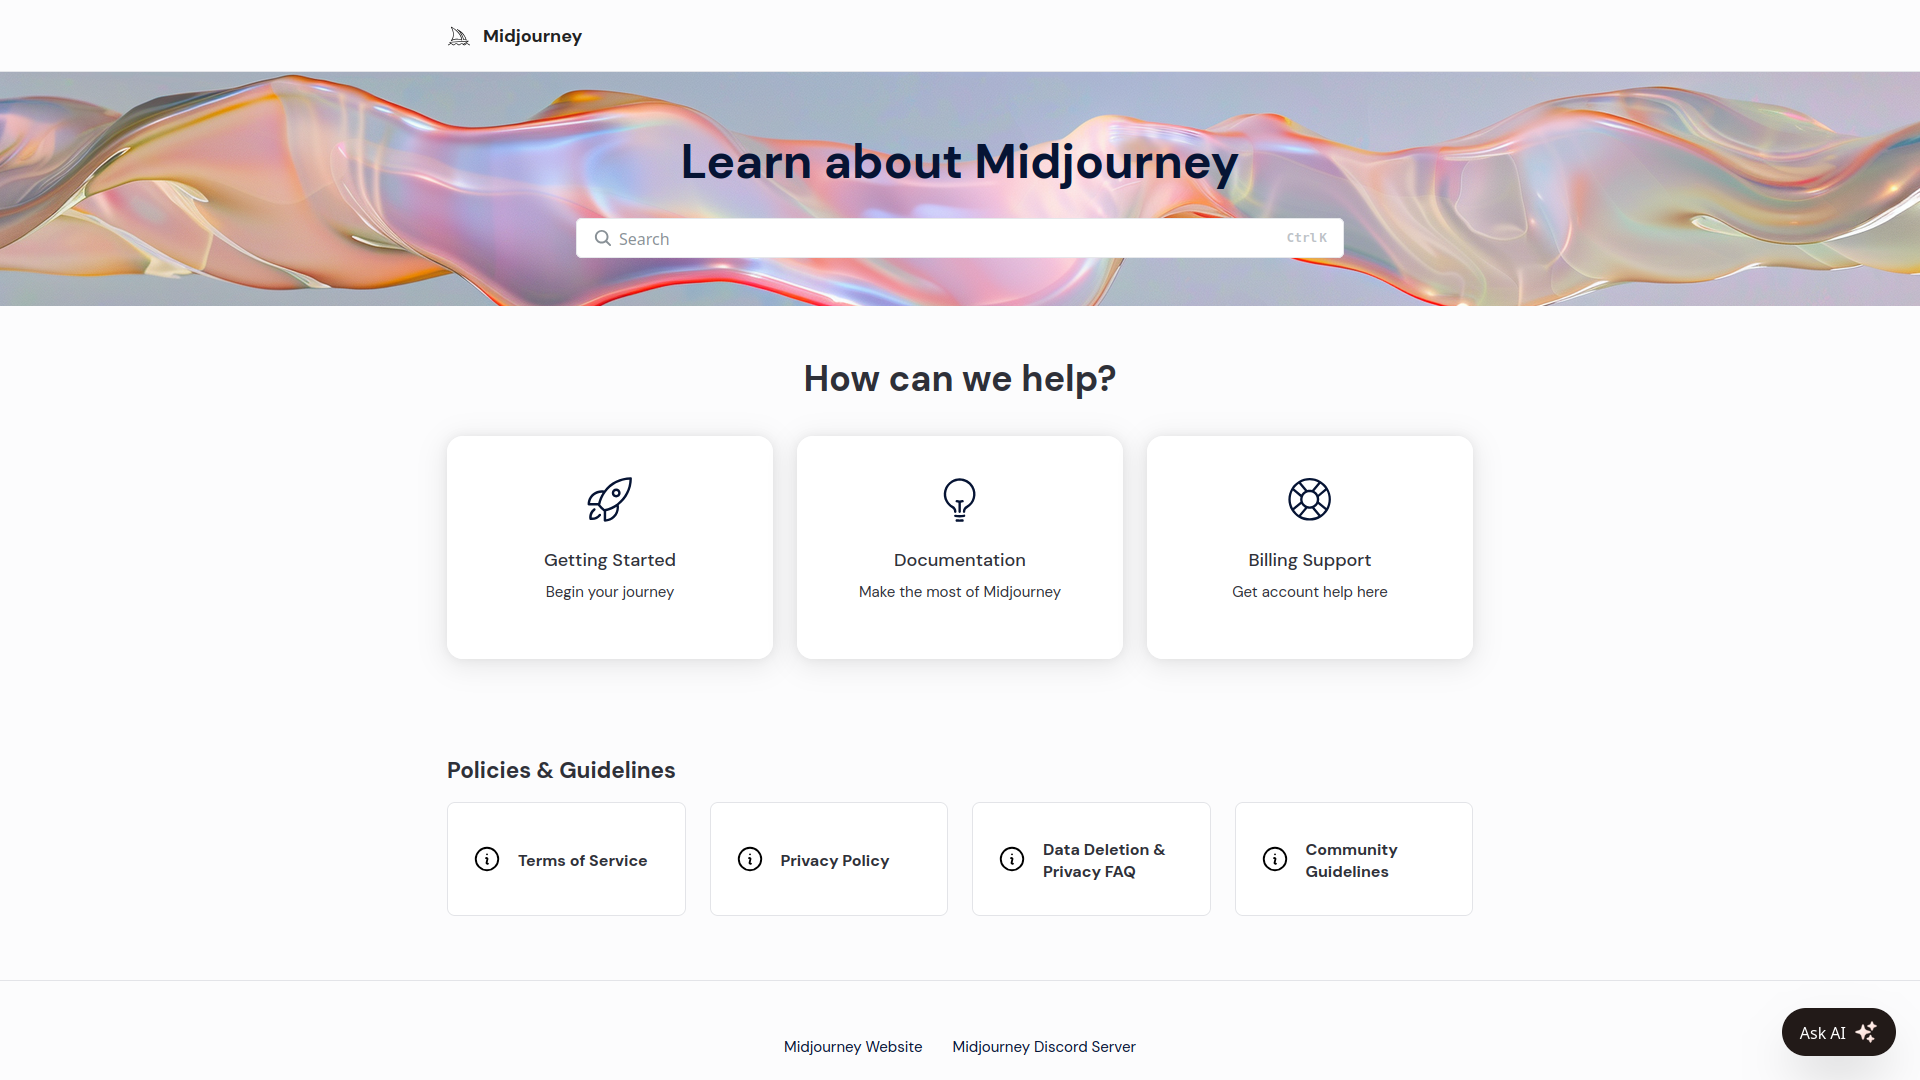 Midjourney
Learn about Midjourney
Search
Ctrl K
How can we help?
Getting Started
Begin your journey
Documentation
Make the most of Midjourney
Billing Support
Get account help here
Policies & Guidelines
Terms of Service
Privacy Policy
Data Deletion &
Privacy FAQ
Community
Guidelines
Midjourney Website
Midjourney Discord Server
Ask AI